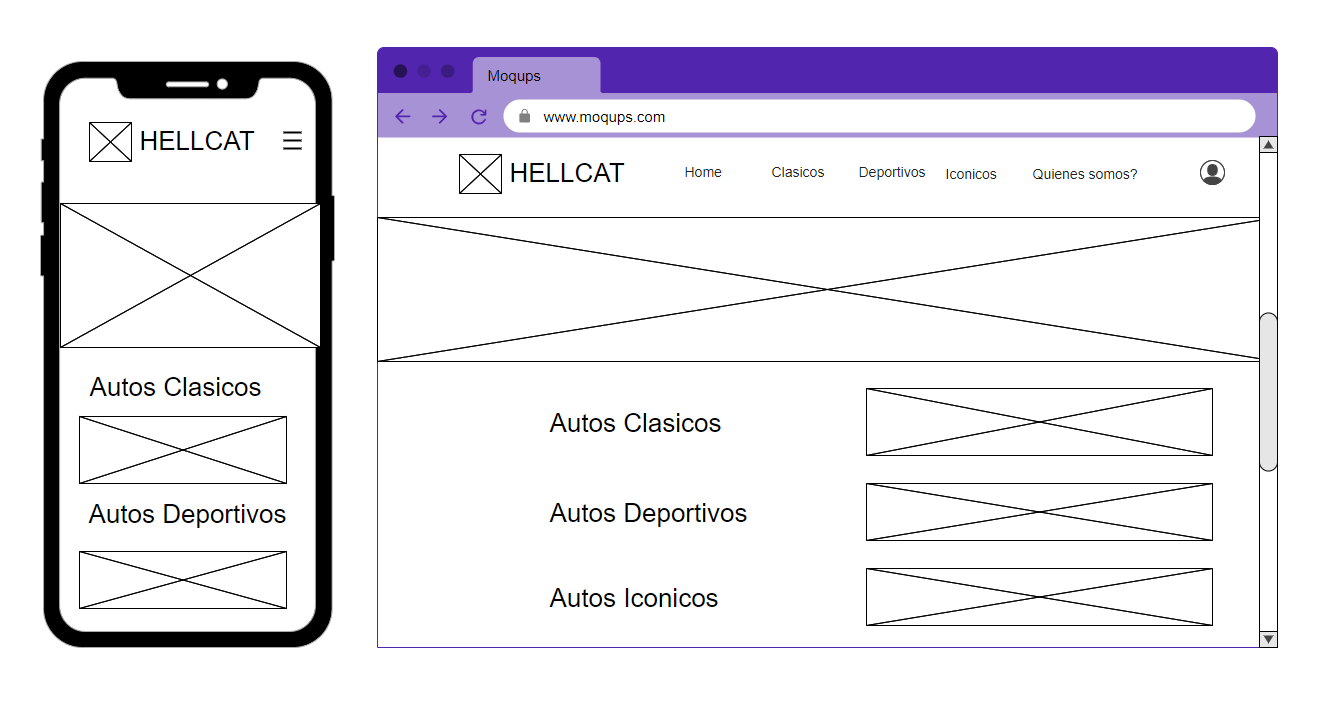 HELLCAT
Autos Clasicos
Autos Deportivos
Moqups
www.moqups.com
HELLCAT Home Clasicos Deportivos Iconicos Quienes somos?
Autos Clasicos
Autos Deportivos
Autos Iconicos